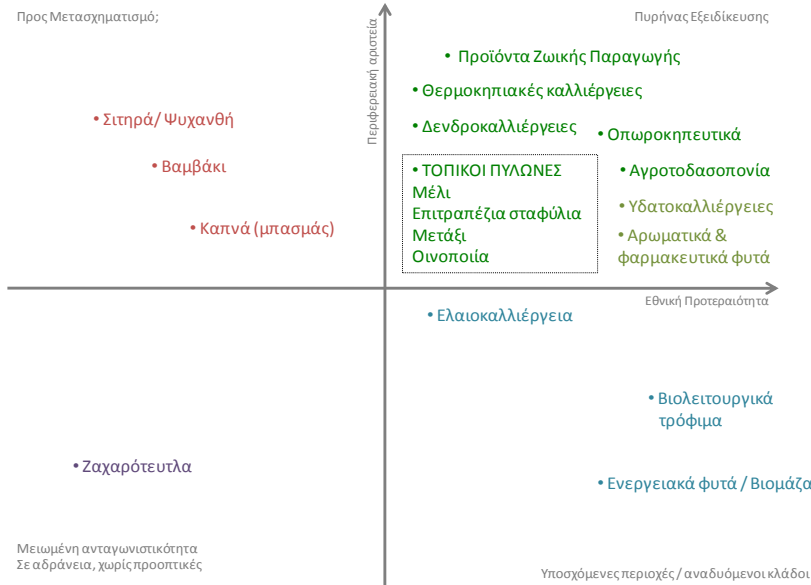 Προς Μετασχηματισμό;
Πυρήνας Εξειδίκευσης
Περιφερειακή αριστεία
• Προϊόντα Ζωικής Παραγωγής
• Θερμοκηπιακές καλλιέργειες
• Σιτηρά/ Ψυχανθή
• Δενδροκαλλιέργειες
• Οπωροκηπευτικά
• Βαμβάκι
• ΤΟΠΙΚΟΙ ΠΥΛΩΝΕΣ
Μέλι
Επιτραπέζια σταφύλια
Μετάξι
Οινοποιία
• Αγροτοδασοπονία
• Υδατοκαλλιέργειες
• Αρωματικά &
φαρμακευτικά φυτά
• Καπνά (μπασμάς)
Εθνική Προτεραιότητα
• Ελαιοκαλλιέργεια
• Βιολειτουργικά
τρόφιμα
• Ζαχαρότευτλα
• Ενεργειακά φυτά / Βιομάζα
Μειωμένη ανταγωνιστικότητα
Σε αδράνεια, χωρίς προοπτικές
Υποσχόμενες περιοχές / αναδυόμενοι κλάδοι